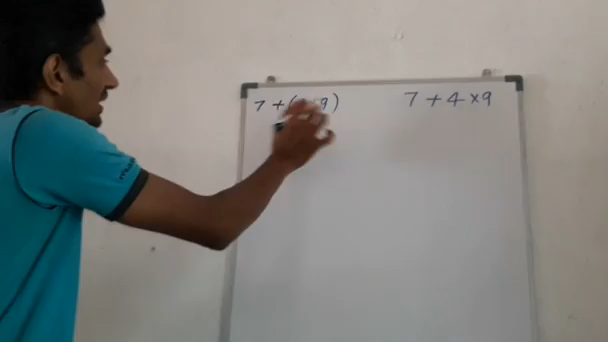 7 + ( 9) 7 + 4 × 9